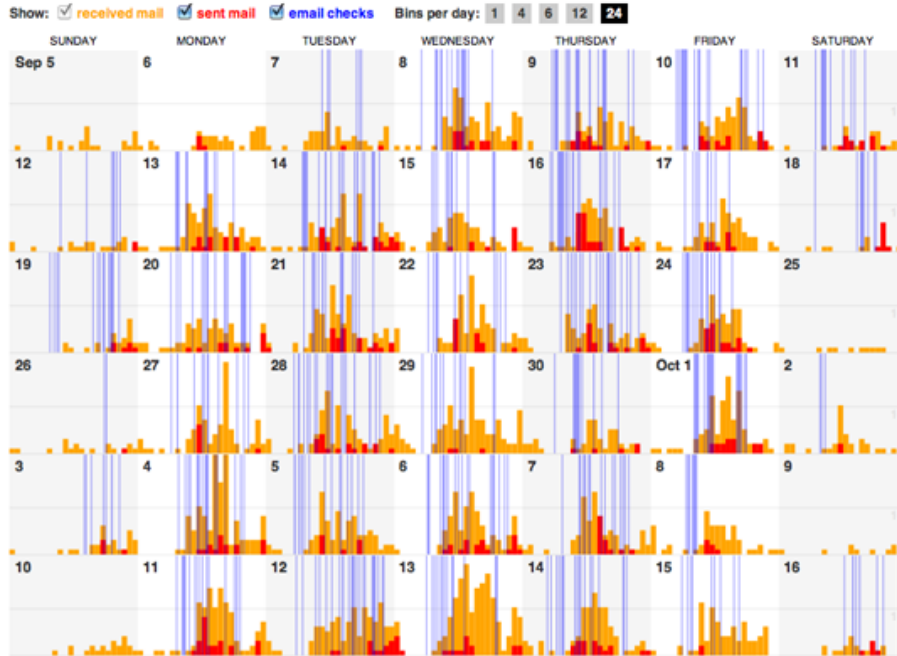 Show: received mail sent mail email checks Bins per day: 1 4 6 12 24
SUNDAY MONDAY TUESDAY WEDNESDAY THURSDAY FRIDAY SATURDAY
Sep 5 6 7 8 9 10 11
12 13 14 15 16 17 18
19 20 21 22 23 24 25
26 27 28 29 30 Oct 1 2
3 4 5 6 7 8 9
10 11 12 13 14 15 16